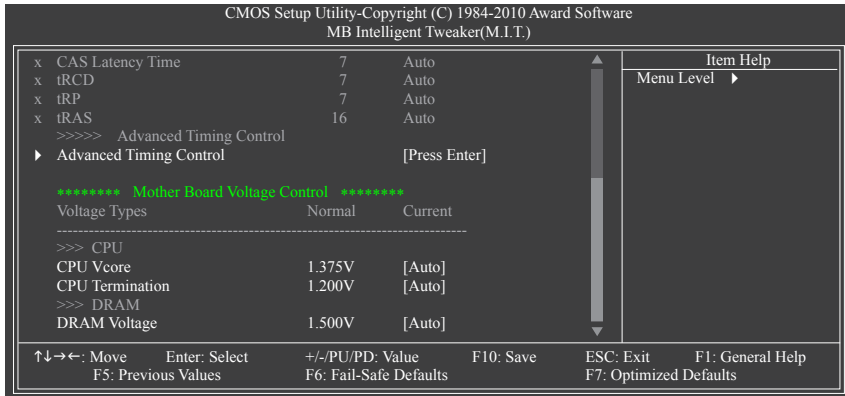 CMOS Setup Utility-Copyright (C) 1984-2010 Award Software
MB Intelligent Tweaker(M.I.T.)
x CAS Latency Time 7 Auto
x tRCD 7 Auto
x tRP 7 Auto
x tRAS 16 Auto
>>>>> Advanced Timing Control
▶ Advanced Timing Control [Press Enter]
******** Mother Board Voltage Control ********
Voltage Types Normal Current
-----------------------------------------------------------------------------
>>> CPU
CPU Vcore 1.375V [Auto]
CPU Termination 1.200V [Auto]
>>> DRAM
DRAM Voltage 1.500V [Auto]
Item Help
Menu Level ▶
↑↓→←: Move Enter: Select +/-/PU/PD: Value F10: Save ESC: Exit F1: General Help
F5: Previous Values F6: Fail-Safe Defaults F7: Optimized Defaults